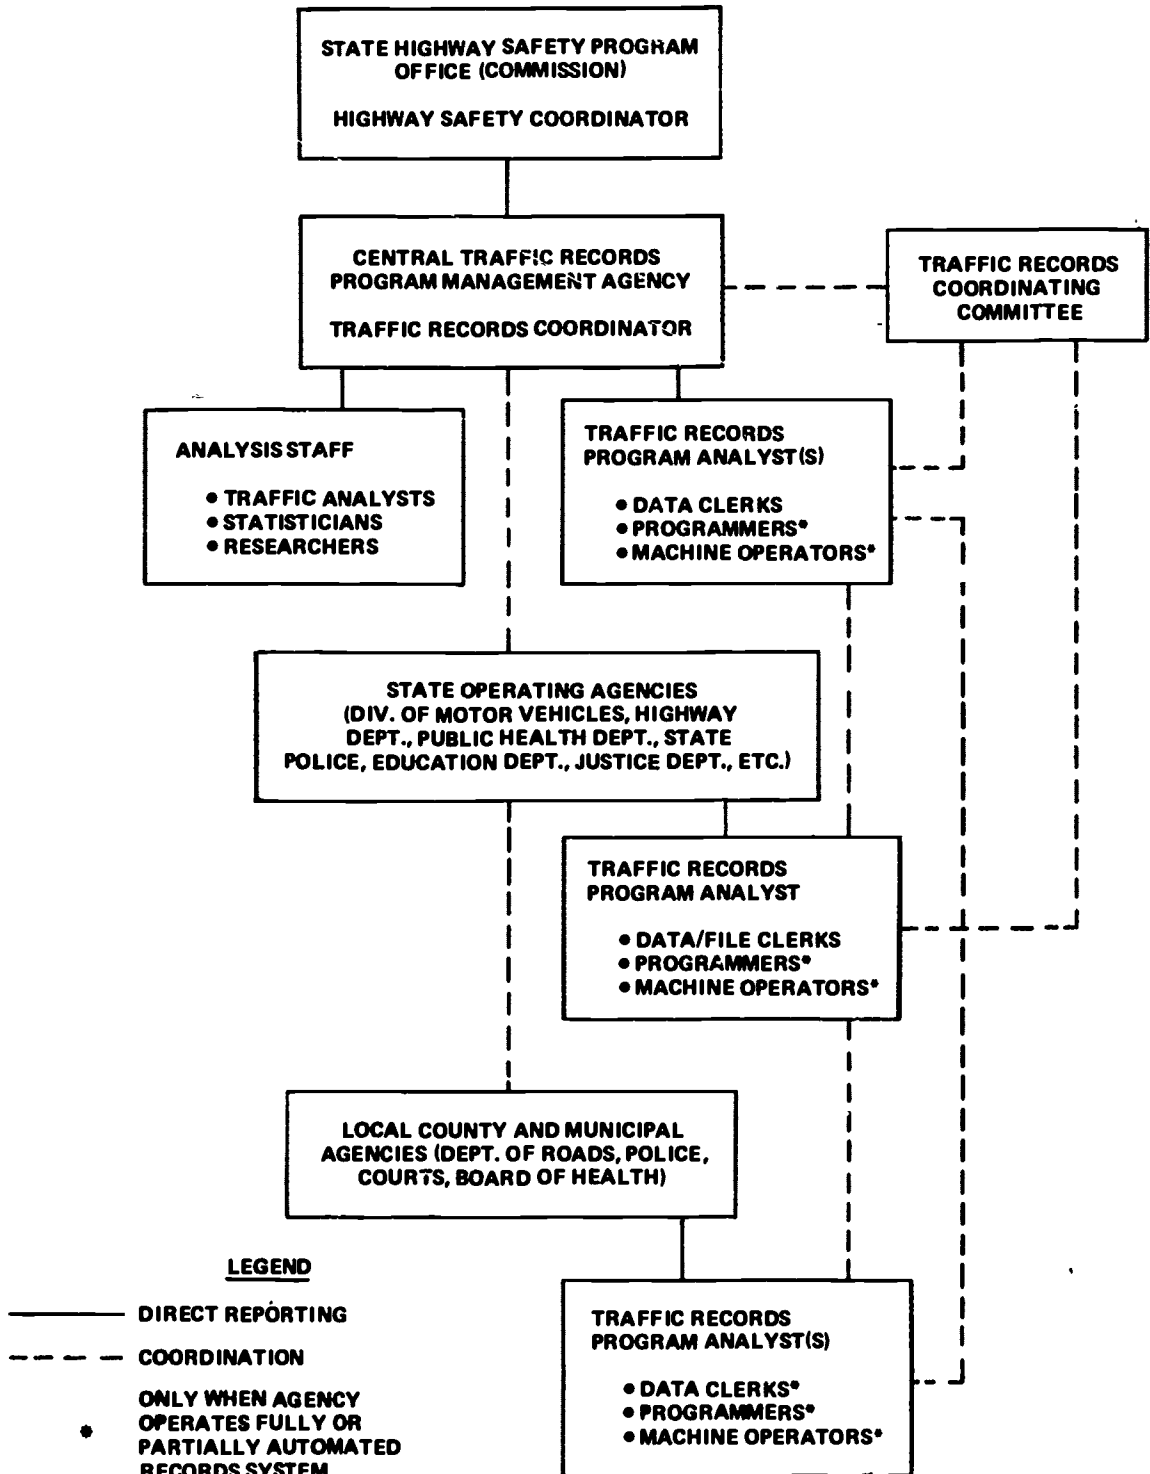 STATE HIGHWAY SAFETY PROGRAM
OFFICE (COMMISSION)
HIGHWAY SAFETY COORDINATOR
CENTRAL TRAFFIC RECORDS
PROGRAM MANAGEMENT AGENCY
TRAFFIC RECORDS COORDINATOR
TRAFFIC RECORDS
COORDINATING
COMMITTEE
ANALYSIS STAFF
• TRAFFIC ANALYSTS
• STATISTICIANS
• RESEARCHERS
TRAFFIC RECORDS
PROGRAM ANALYST(S)
• DATA CLERKS
• PROGRAMMERS*
• MACHINE OPERATORS*
STATE OPERATING AGENCIES
(DIV. OF MOTOR VEHICLES, HIGHWAY
DEPT., PUBLIC HEALTH DEPT., STATE
POLICE, EDUCATION DEPT., JUSTICE DEPT., ETC.)
TRAFFIC RECORDS
PROGRAM ANALYST
• DATA/FILE CLERKS
• PROGRAMMERS*
• MACHINE OPERATORS*
LOCAL COUNTY AND MUNICIPAL
AGENCIES (DEPT. OF ROADS, POLICE,
COURTS, BOARD OF HEALTH)
TRAFFIC RECORDS
PROGRAM ANALYST(S)
• DATA CLERKS*
• PROGRAMMERS*
• MACHINE OPERATORS*
LEGEND
DIRECT REPORTING
COORDINATION
* ONLY WHEN AGENCY
OPERATES FULLY OR
PARTIALLY AUTOMATED
RECORDS SYSTEM